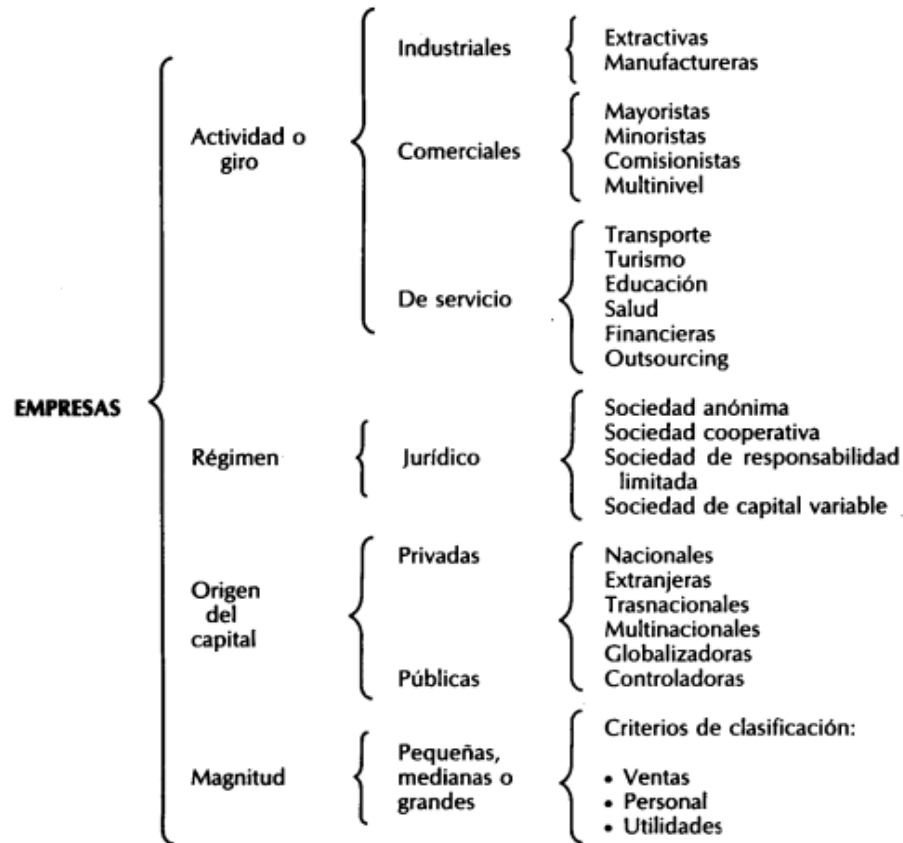 EMPRESAS
Actividad o
giro
Industriales
Extractivas
Manufactureras
Comerciales
Mayoristas
Minoristas
Comisionistas
Multinivel
De servicio
Transporte
Turismo
Educación
Salud
Financieras
Outsourcing
Régimen
Jurídico
Sociedad anónima
Sociedad cooperativa
Sociedad de responsabilidad
limitada
Sociedad de capital variable
Origen
del
capital
Privadas
Públicas
Nacionales
Extranjeras
Trasnacionales
Multinacionales
Globalizadoras
Controladoras
Magnitud
Pequeñas,
medianas o
grandes
Criterios de clasificación:
• Ventas
• Personal
• Utilidades